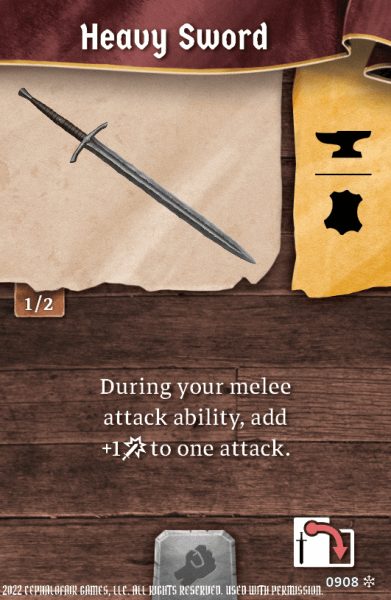 Heavy Sword
1/2
During your melee
attack ability, add
+1 to one attack.
0908
2022 CEPHALOFAIR GAMES, LLC. ALL RIGHTS RESERVED. USED WITH PERMISSION.